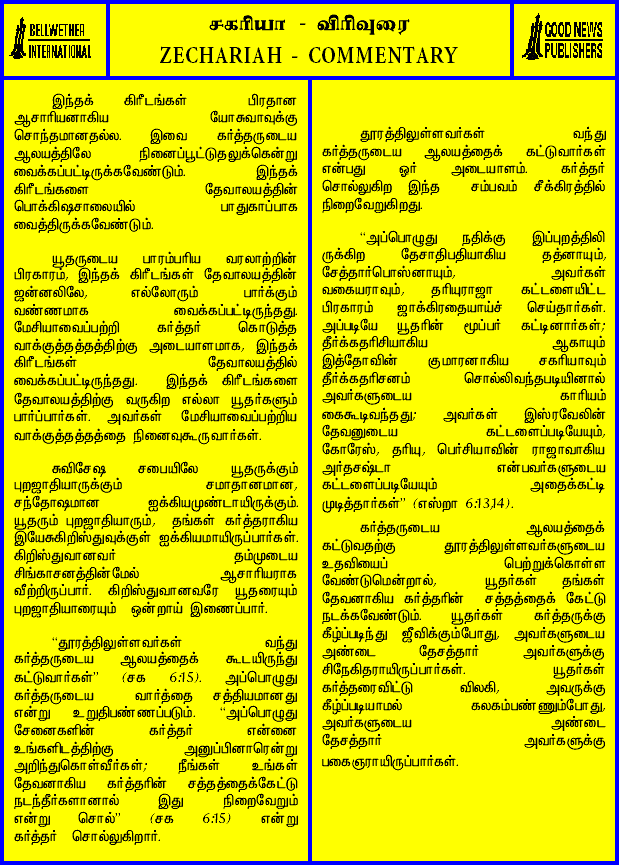 BELLWETHER
INTERNATIONAL
சகரியா - விரிவுரை
ZECHARIAH - COMMENTARY
GOOD NEWS
PUBLISHERS
இந்தக் கிரீடங்கள் பிரதான
ஆசாரியனாகிய யோசுவாவுக்கு
சொந்தமானதல்ல. இவை கர்த்தருடைய
ஆலயத்திலே நினைப்பூட்டுதலுக்கென்று
வைக்கப்பட்டிருக்கவேண்டும். இந்தக்
கிரீடங்களை தேவாலயத்தின்
பொக்கிஷசாலையில் பாதுகாப்பாக
வைத்திருக்கவேண்டும்.
யூதருடைய பாரம்பரிய வரலாற்றின்
பிரகாரம், இந்தக் கிரீடங்கள் தேவாலயத்தின்
ஜன்னலிலே, எல்லோரும் பார்க்கும்
வண்ணமாக வைக்கப்பட்டிருந்தது.
மேசியாவைப்பற்றி கர்த்தர் கொடுத்த
வாக்குத்தத்தத்திற்கு அடையாளமாக, இந்தக்
கிரீடங்கள் தேவாலயத்தில்
வைக்கப்பட்டிருந்தது. இந்தக் கிரீடங்களை
தேவாலயத்திற்கு வருகிற எல்லா யூதர்களும்
பார்ப்பார்கள். அவர்கள் மேசியாவைப்பற்றிய
வாக்குத்தத்தத்தை நினைவுகூருவார்கள்.
சுவிசேஷ சபையிலே யூதருக்கும்
புறஜாதியாருக்கும் சமாதானமான,
சந்தோஷமான ஐக்கியமுண்டாயிருக்கும்.
யூதரும் புறஜாதியாரும், தங்கள் கர்த்தராகிய
இயேசுகிறிஸ்துவுக்குள் ஐக்கியமாயிருப்பார்கள்.
கிறிஸ்துவானவர் தம்முடைய
சிங்காசனத்தின்மேல் ஆசாரியராக
வீற்றிருப்பார். கிறிஸ்துவானவரே யூதரையும்
புறஜாதியாரையும் ஒன்றாய் இணைப்பார்.
“தூரத்திலுள்ளவர்கள் வந்து
கர்த்தருடைய ஆலயத்தைக் கூடயிருந்து
கட்டுவார்கள்” (சக 6:15). அப்பொழுது
கர்த்தருடைய வார்த்தை சத்தியமானது
என்று உறுதிபண்ணப்படும். “அப்பொழுது
சேனைகளின் கர்த்தர் என்னை
உங்களிடத்திற்கு அனுப்பினாரென்று
அறிந்துகொள்வீர்கள்; நீங்கள் உங்கள்
தேவனாகிய கர்த்தரின் சத்தத்தைக்கேட்டு
நடந்தீர்களானால் இது நிறைவேறும்
என்று சொல்” (சக 6:15) என்று
கர்த்தர் சொல்லுகிறார்.
தூரத்திலுள்ளவர்கள் வந்து
கர்த்தருடைய ஆலயத்தைக் கட்டுவார்கள்
என்பது ஓர் அடையாளம். கர்த்தர்
சொல்லுகிற இந்த சம்பவம் சீக்கிரத்தில்
நிறைவேறுகிறது.
“அப்பொழுது நதிக்கு இப்புறத்திலி
ருக்கிற தேசாதிபதியாகிய தத்னாயும்,
சேத்தார்பொஸ்னாயும், அவர்கள்
வகையராவும், தரியுராஜா கட்டளையிட்ட
பிரகாரம் ஜாக்கிரதையாய்ச் செய்தார்கள்.
அப்படியே யூதரின் மூப்பர் கட்டினார்கள்;
தீர்க்கதரிசியாகிய ஆகாயும்
இத்தோவின் குமாரனாகிய சகரியாவும்
தீர்க்கதரிசனம் சொல்லிவந்தபடியினால்
அவர்களுடைய காரியம்
கைகூடிவந்தது; அவர்கள் இஸ்ரவேலின்
தேவனுடைய கட்டளைப்படியேயும்,
கோரேஸ், தரியு, பெர்சியாவின் ராஜாவாகிய
அர்தசஷ்டா என்பவர்களுடைய
கட்டளைப்படியேயும் அதைக்கட்டி
முடித்தார்கள்” (எஸ்றா 6:13,14).
கர்த்தருடைய ஆலயத்தைக்
கட்டுவதற்கு தூரத்திலுள்ளவர்களுடைய
உதவியைப் பெற்றுக்கொள்ள
வேண்டுமென்றால், யூதர்கள் தங்கள்
தேவனாகிய கர்த்தரின் சத்தத்தைக் கேட்டு
நடக்கவேண்டும். யூதர்கள் கர்த்தருக்கு
கீழ்ப்படிந்து ஜீவிக்கும்போது, அவர்களுடைய
அண்டை தேசத்தார் அவர்களுக்கு
சிநேகிதராயிருப்பார்கள். யூதர்கள்
கர்த்தரைவிட்டு விலகி, அவருக்கு
கீழ்ப்படியாமல் கலகம்பண்ணும்போது,
அவர்களுடைய அண்டை
தேசத்தார் அவர்களுக்கு
பகைஞராயிருப்பார்கள்.